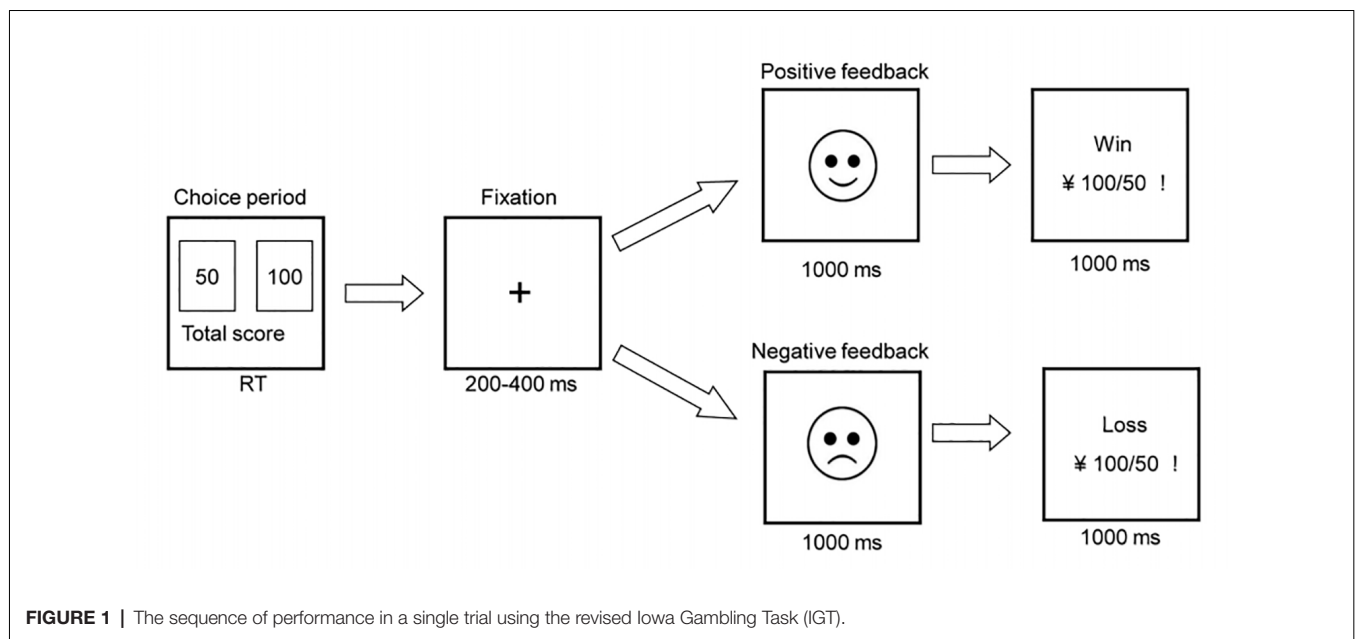 Choice period
50
100
Total score
RT
Fixation
+
200-400 ms
Positive feedback
1000 ms
Win
¥ 100/50 !
1000 ms
Negative feedback
1000 ms
Loss
¥ 100/50 !
1000 ms
FIGURE 1 | The sequence of performance in a single trial using the revised Iowa Gambling Task (IGT).